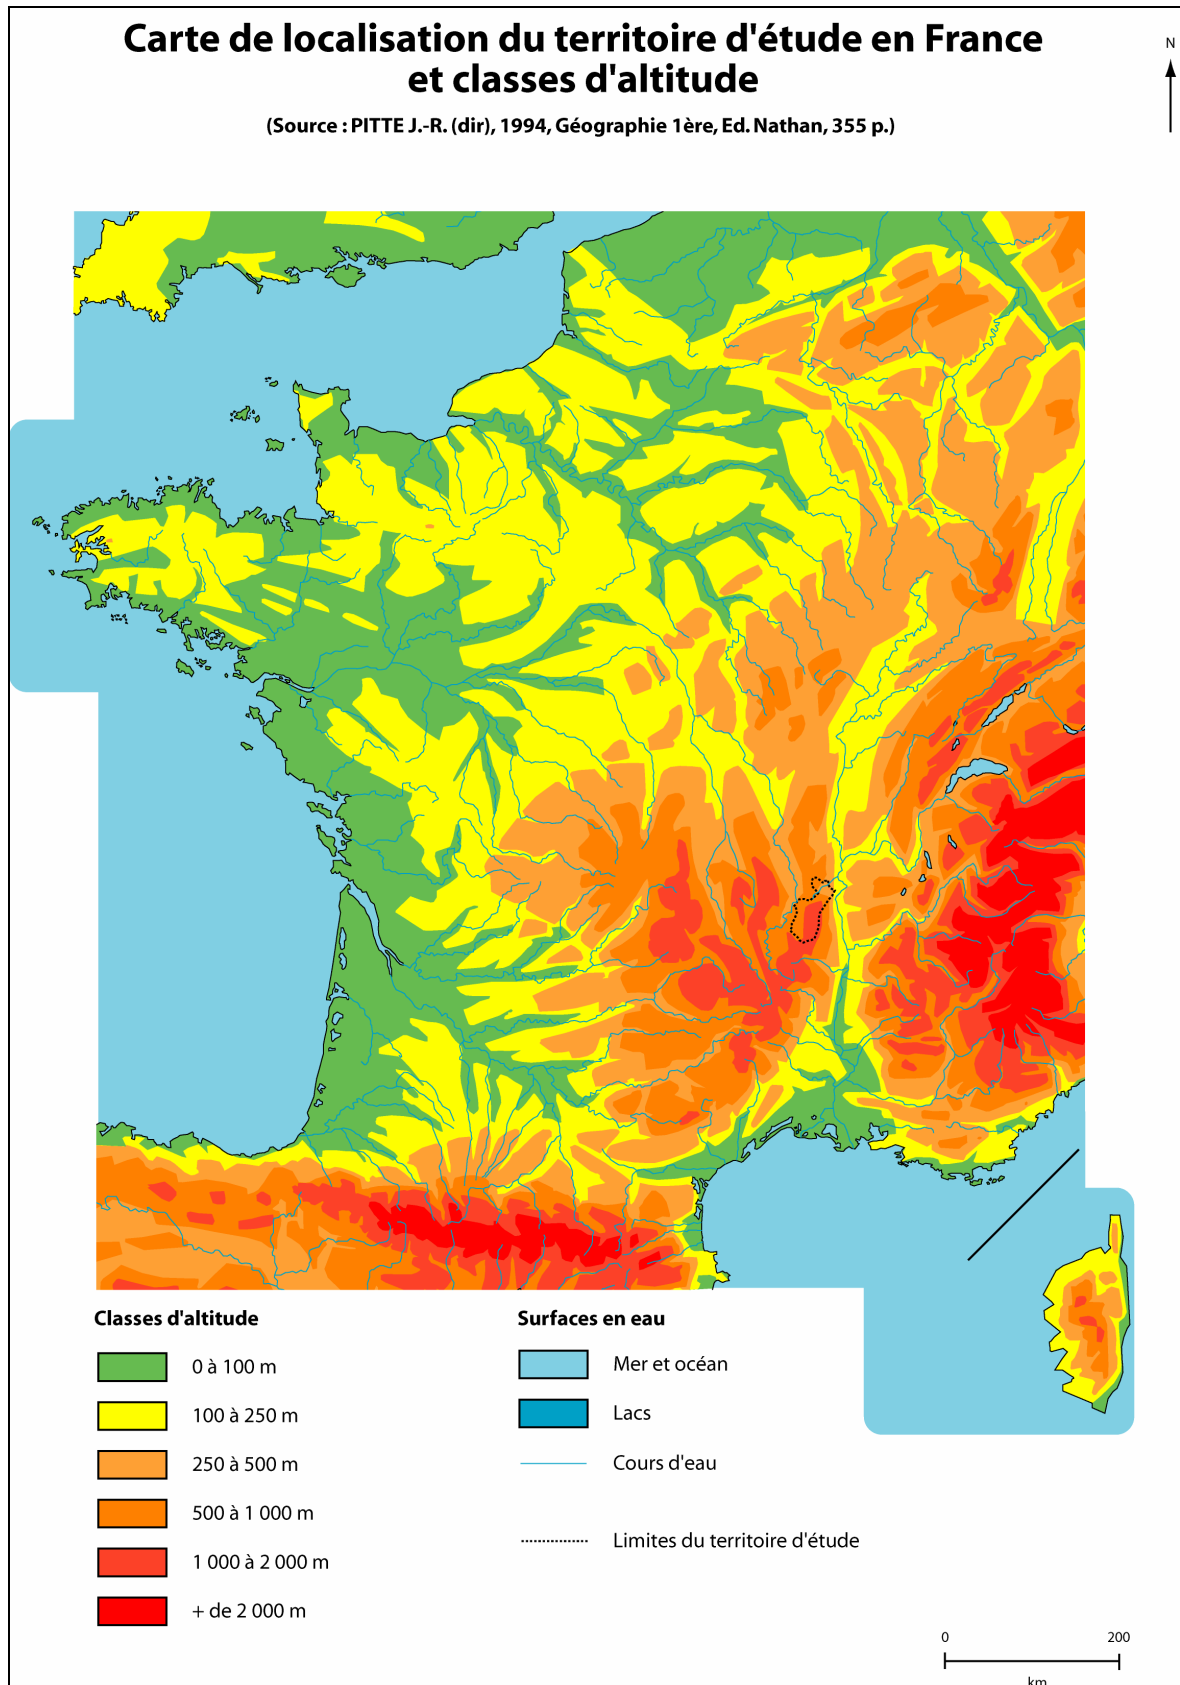 Carte de localisation du territoire d'étude en France
et classes d'altitude
(Source : PITTE J.-R. (dir), 1994, Géographie 1ère, Ed. Nathan, 355 p.)
N
Classes d'altitude
0 à 100 m
100 à 250 m
250 à 500 m
500 à 1 000 m
1 000 à 2 000 m
+ de 2 000 m
Surfaces en eau
Mer et océan
Lacs
Cours d'eau
Limites du territoire d'étude
0 200
km